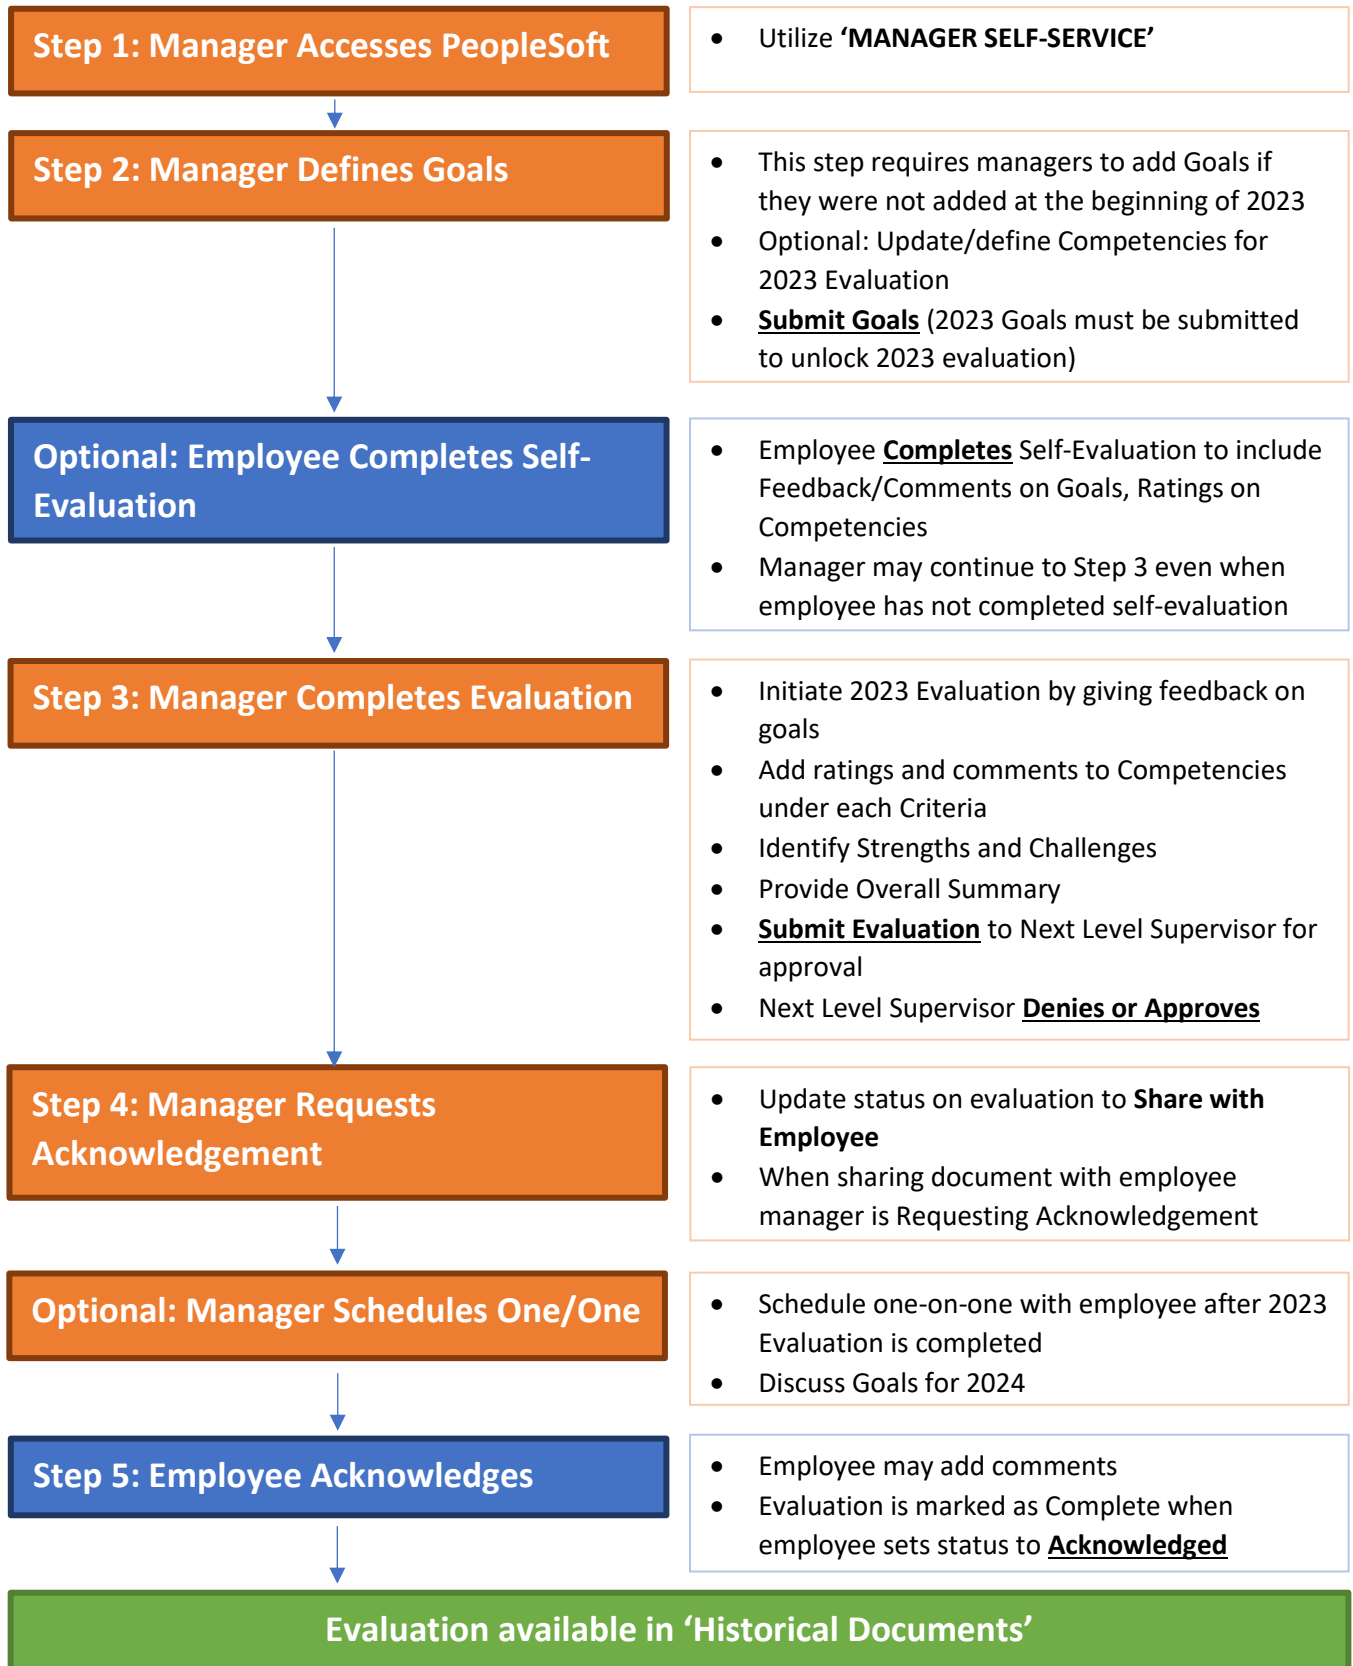 Step 1: Manager Accesses PeopleSoft
• Utilize ‘MANAGER SELF-SERVICE’
Step 2: Manager Defines Goals
• This step requires managers to add Goals if
they were not added at the beginning of 2023
• Optional: Update/define Competencies for
2023 Evaluation
• Submit Goals (2023 Goals must be submitted
to unlock 2023 evaluation)
Optional: Employee Completes Self-
Evaluation
• Employee Completes Self-Evaluation to include
Feedback/Comments on Goals, Ratings on
Competencies
• Manager may continue to Step 3 even when
employee has not completed self-evaluation
Step 3: Manager Completes Evaluation
• Initiate 2023 Evaluation by giving feedback on
goals
• Add ratings and comments to Competencies
under each Criteria
• Identify Strengths and Challenges
• Provide Overall Summary
• Submit Evaluation to Next Level Supervisor for
approval
• Next Level Supervisor Denies or Approves
Step 4: Manager Requests
Acknowledgement
• Update status on evaluation to Share with
Employee
• When sharing document with employee
manager is Requesting Acknowledgement
Optional: Manager Schedules One/One
• Schedule one-on-one with employee after 2023
Evaluation is completed
• Discuss Goals for 2024
Step 5: Employee Acknowledges
• Employee may add comments
• Evaluation is marked as Complete when
employee sets status to Acknowledged
Evaluation available in ‘Historical Documents’